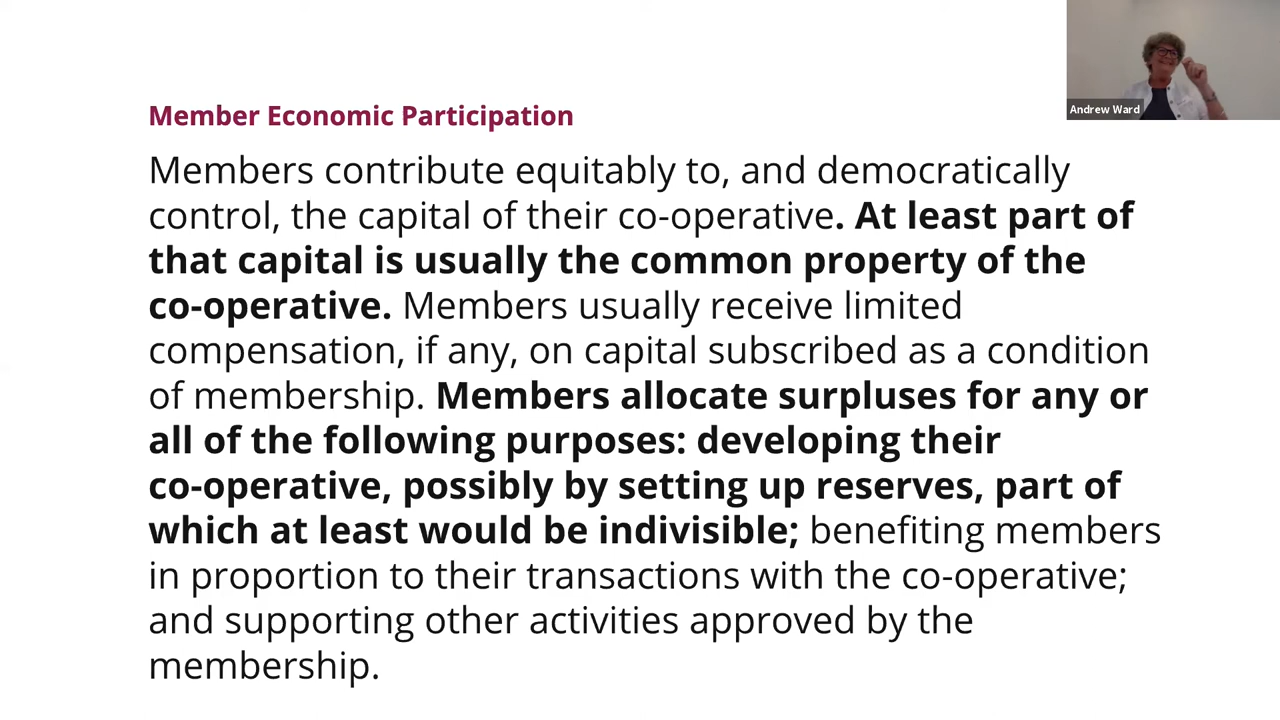 Andrew Ward
Member Economic Participation
Members contribute equitably to, and democratically
control, the capital of their co-operative. At least part of
that capital is usually the common property of the
co-operative. Members usually receive limited
compensation, if any, on capital subscribed as a condition
of membership. Members allocate surpluses for any or
all of the following purposes: developing their
co-operative, possibly by setting up reserves, part of
which at least would be indivisible; benefiting members
in proportion to their transactions with the co-operative;
and supporting other activities approved by the
membership.